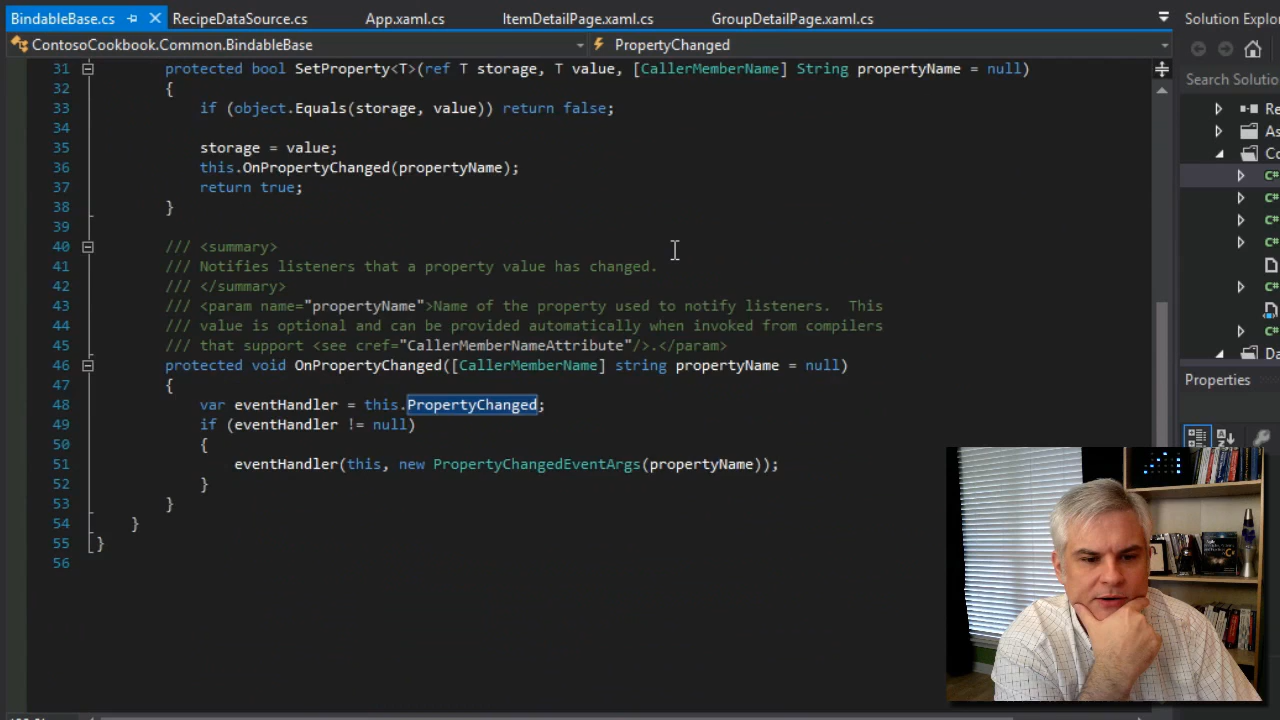 BindableBase.cs RecipeDataSource.cs App.xaml.cs ItemDetailPage.xaml.cs GroupDetailPage.xaml.cs Solution Explo
ContosoCookbook.Common.BindableBase PropertyChanged
Search Solutio
31 protected bool SetProperty<T>(ref T storage, T value, [CallerMemberName] String propertyName = null)
32 {
33 if (object.Equals(storage, value)) return false;
34
35 storage = value;
36 this.OnPropertyChanged(propertyName);
37 return true;
38 }
39
40 /// <summary>
41 /// Notifies listeners that a property value has changed.
42 /// </summary>
43 /// <param name="propertyName">Name of the property used to notify listeners.  This
44 /// value is optional and can be provided automatically when invoked from compilers
45 /// that support <see cref="CallerMemberNameAttribute"/>.</param>
46 protected void OnPropertyChanged([CallerMemberName] string propertyName = null)
47 {
48 var eventHandler = this.PropertyChanged;
49 if (eventHandler != null)
50 {
51 eventHandler(this, new PropertyChangedEventArgs(propertyName));
52 }
53 }
54 }
55 }
56
Re
As
Co
C#
C#
C#
C#
C#
C#
Da
Properties